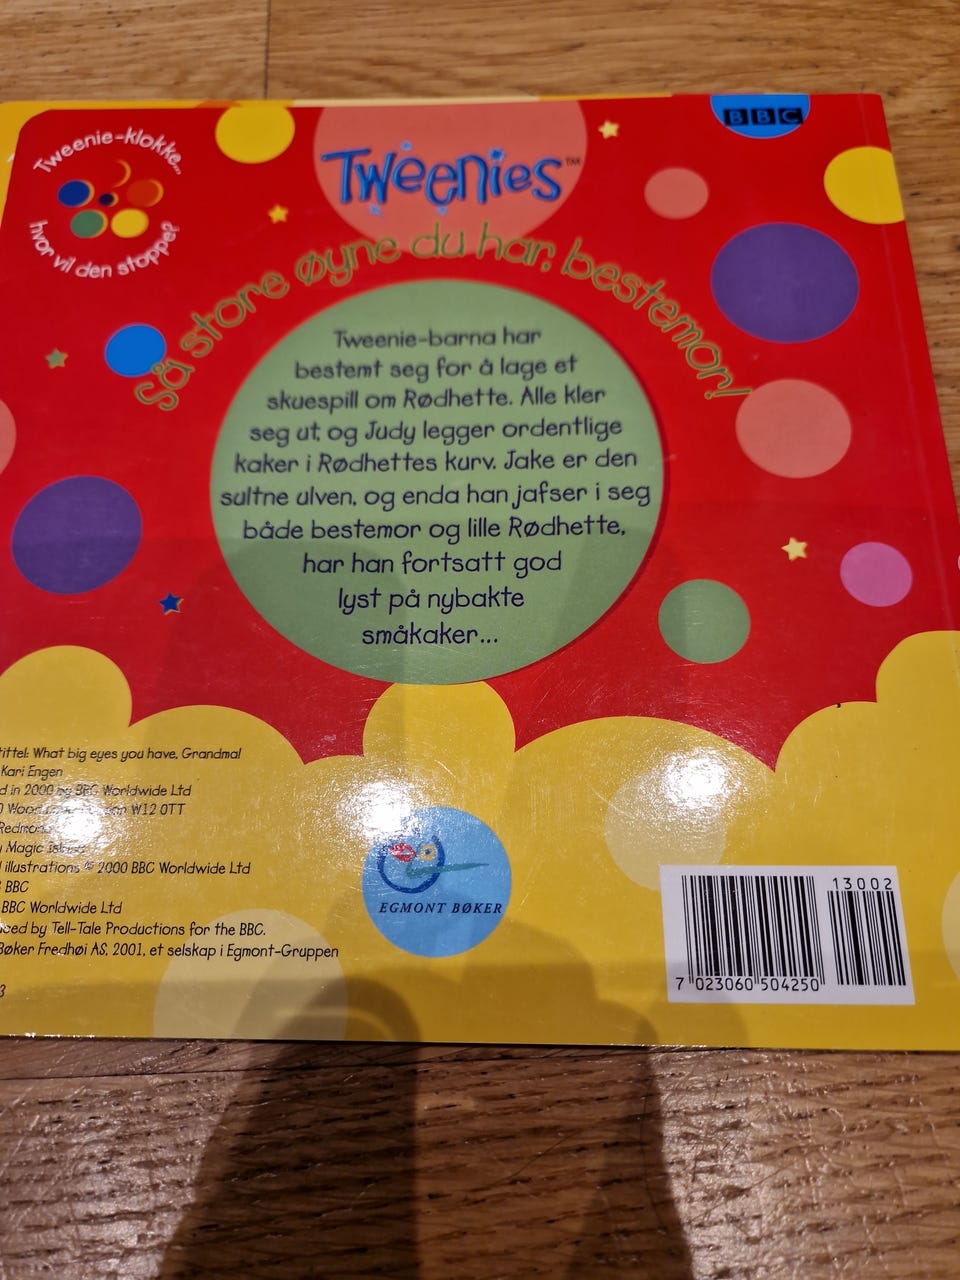 Tweenie-klokke...
hvor vil den stoppe?
BBC
TWeenies™
Så store øyne du har, bestemor!
Tweenie-barna har
bestemt seg for å lage et
skuespill om Rødhette. Alle kler
seg ut, og Judy legger ordentlige
kaker i Rødhettes kurv. Jake er den
sultne ulven, og enda han jafser i seg
både bestemor og lille Rødhette,
har han fortsatt god
lyst på nybakte
småkaker...
tittel: What big eyes you have, Grandma!
Kari Engen
in 2000 by BBC Worldwide Ltd
W12 0TT
Magic
illustrations © 2000 BBC Worldwide Ltd
BBC
BBC Worldwide Ltd
by Tell-Tale Productions for the BBC.
Bøker Fredhøi AS, 2001, et selskap i Egmont-Gruppen
3
EGMONT BØKER
13002
7 023060 504250